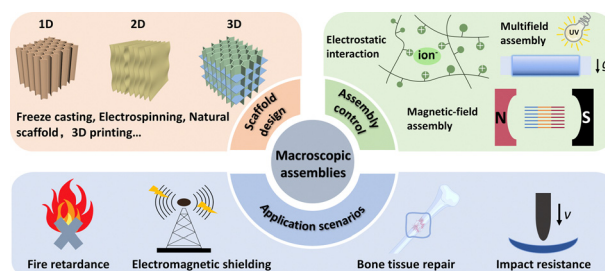 1D
2D
3D
Freeze casting, Electrospinning, Natural
scaffold, 3D printing...
Scaffold
design
Electrostatic
interaction
ion-
Multifield
assembly
UV
g
Magnetic-field
assembly
N
S
Assembly
control
Macroscopic
assemblies
Application scenarios
Fire retardance
Electromagnetic shielding
Bone tissue repair
v
Impact resistance